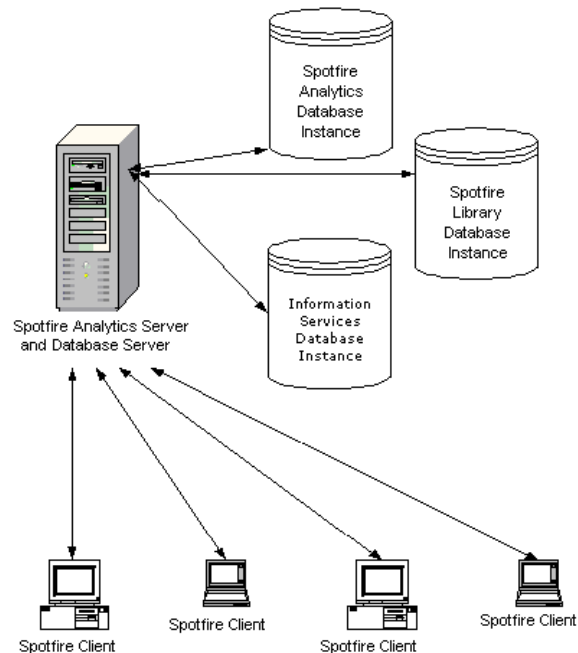 Spotfire
Analytics
Database
Instance
Spotfire
Library
Database
Instance
Information
Services
Database
Instance
Spotfire Analytics Server
and Database Server
Spotfire Client
Spotfire Client
Spotfire Client
Spotfire Client